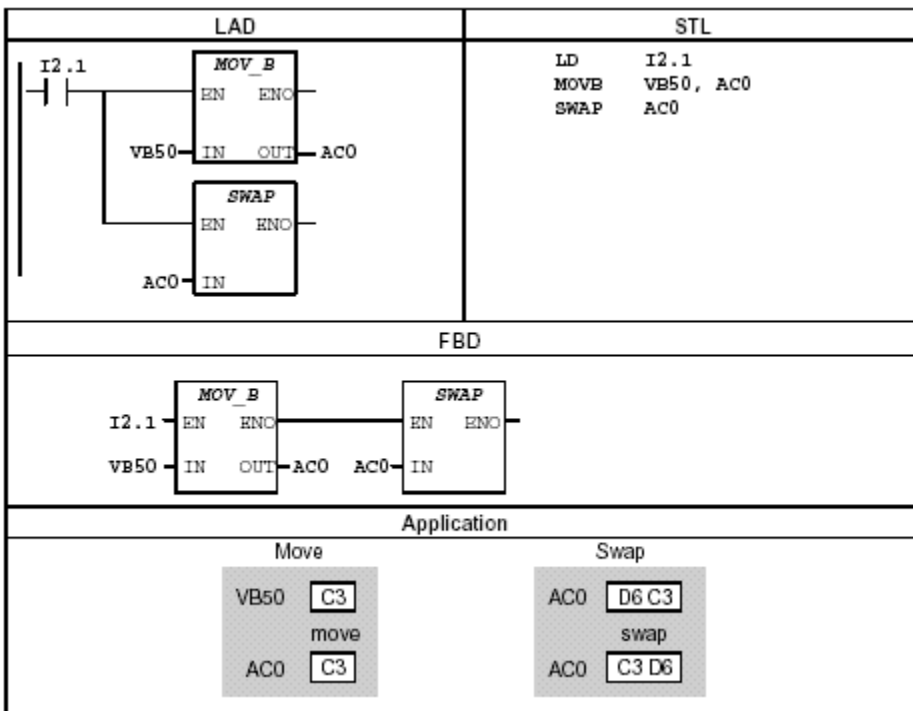 LAD
I2.1
MOV_B
EN ENO
VB50 IN OUT AC0
SWAP
EN ENO
AC0 IN
STL
LD I2.1
MOVB VB50, AC0
SWAP AC0
FBD
MOV_B SWAP
I2.1 EN ENO EN ENO
VB50 IN OUT AC0 AC0 IN
Application
Move
VB50 C3
move
AC0 C3
Swap
AC0 D6 C3
swap
AC0 C3 D6